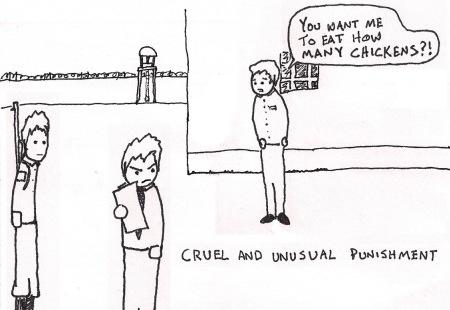 YOU WANT ME
TO EAT HOW
MANY CHICKENS?!
CRUEL AND UNUSUAL PUNISHMENT